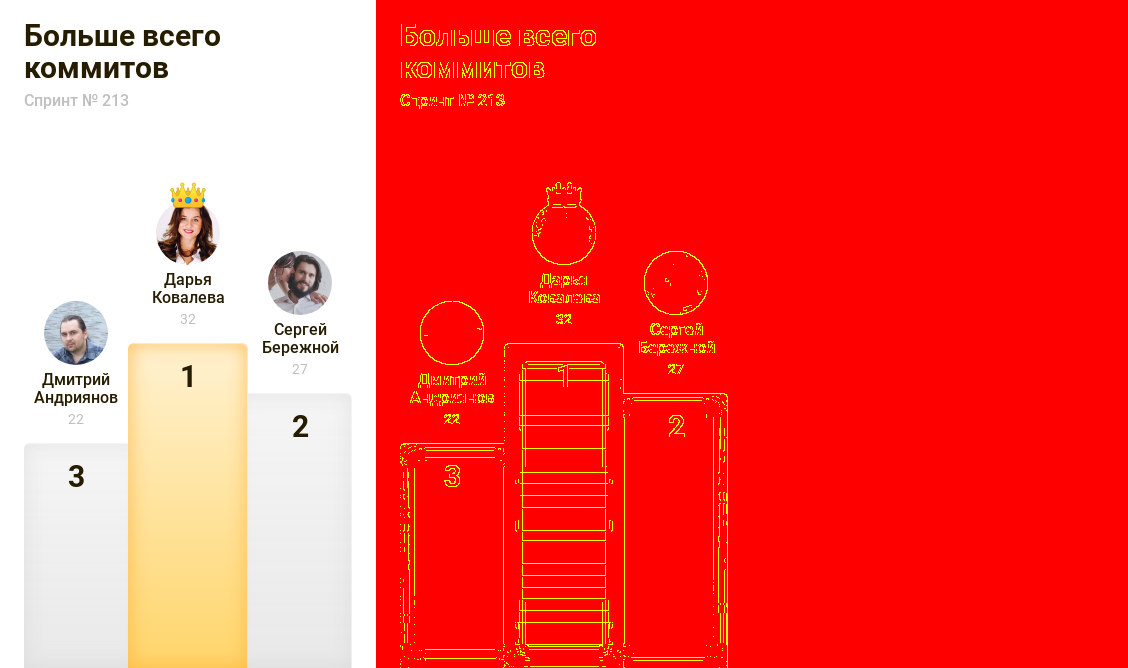 Больше всего
коммитов
Спринт № 213
Дарья
Ковалева
32
Сергей
Бережной
27
Дмитрий
Андриянов
22
1
2
3
Больше всего
коммитов
Спринт № 213
Дарья
Ковалева
32
Сергей
Бережной
27
Дмитрий
Андриянов
22
1
2
3